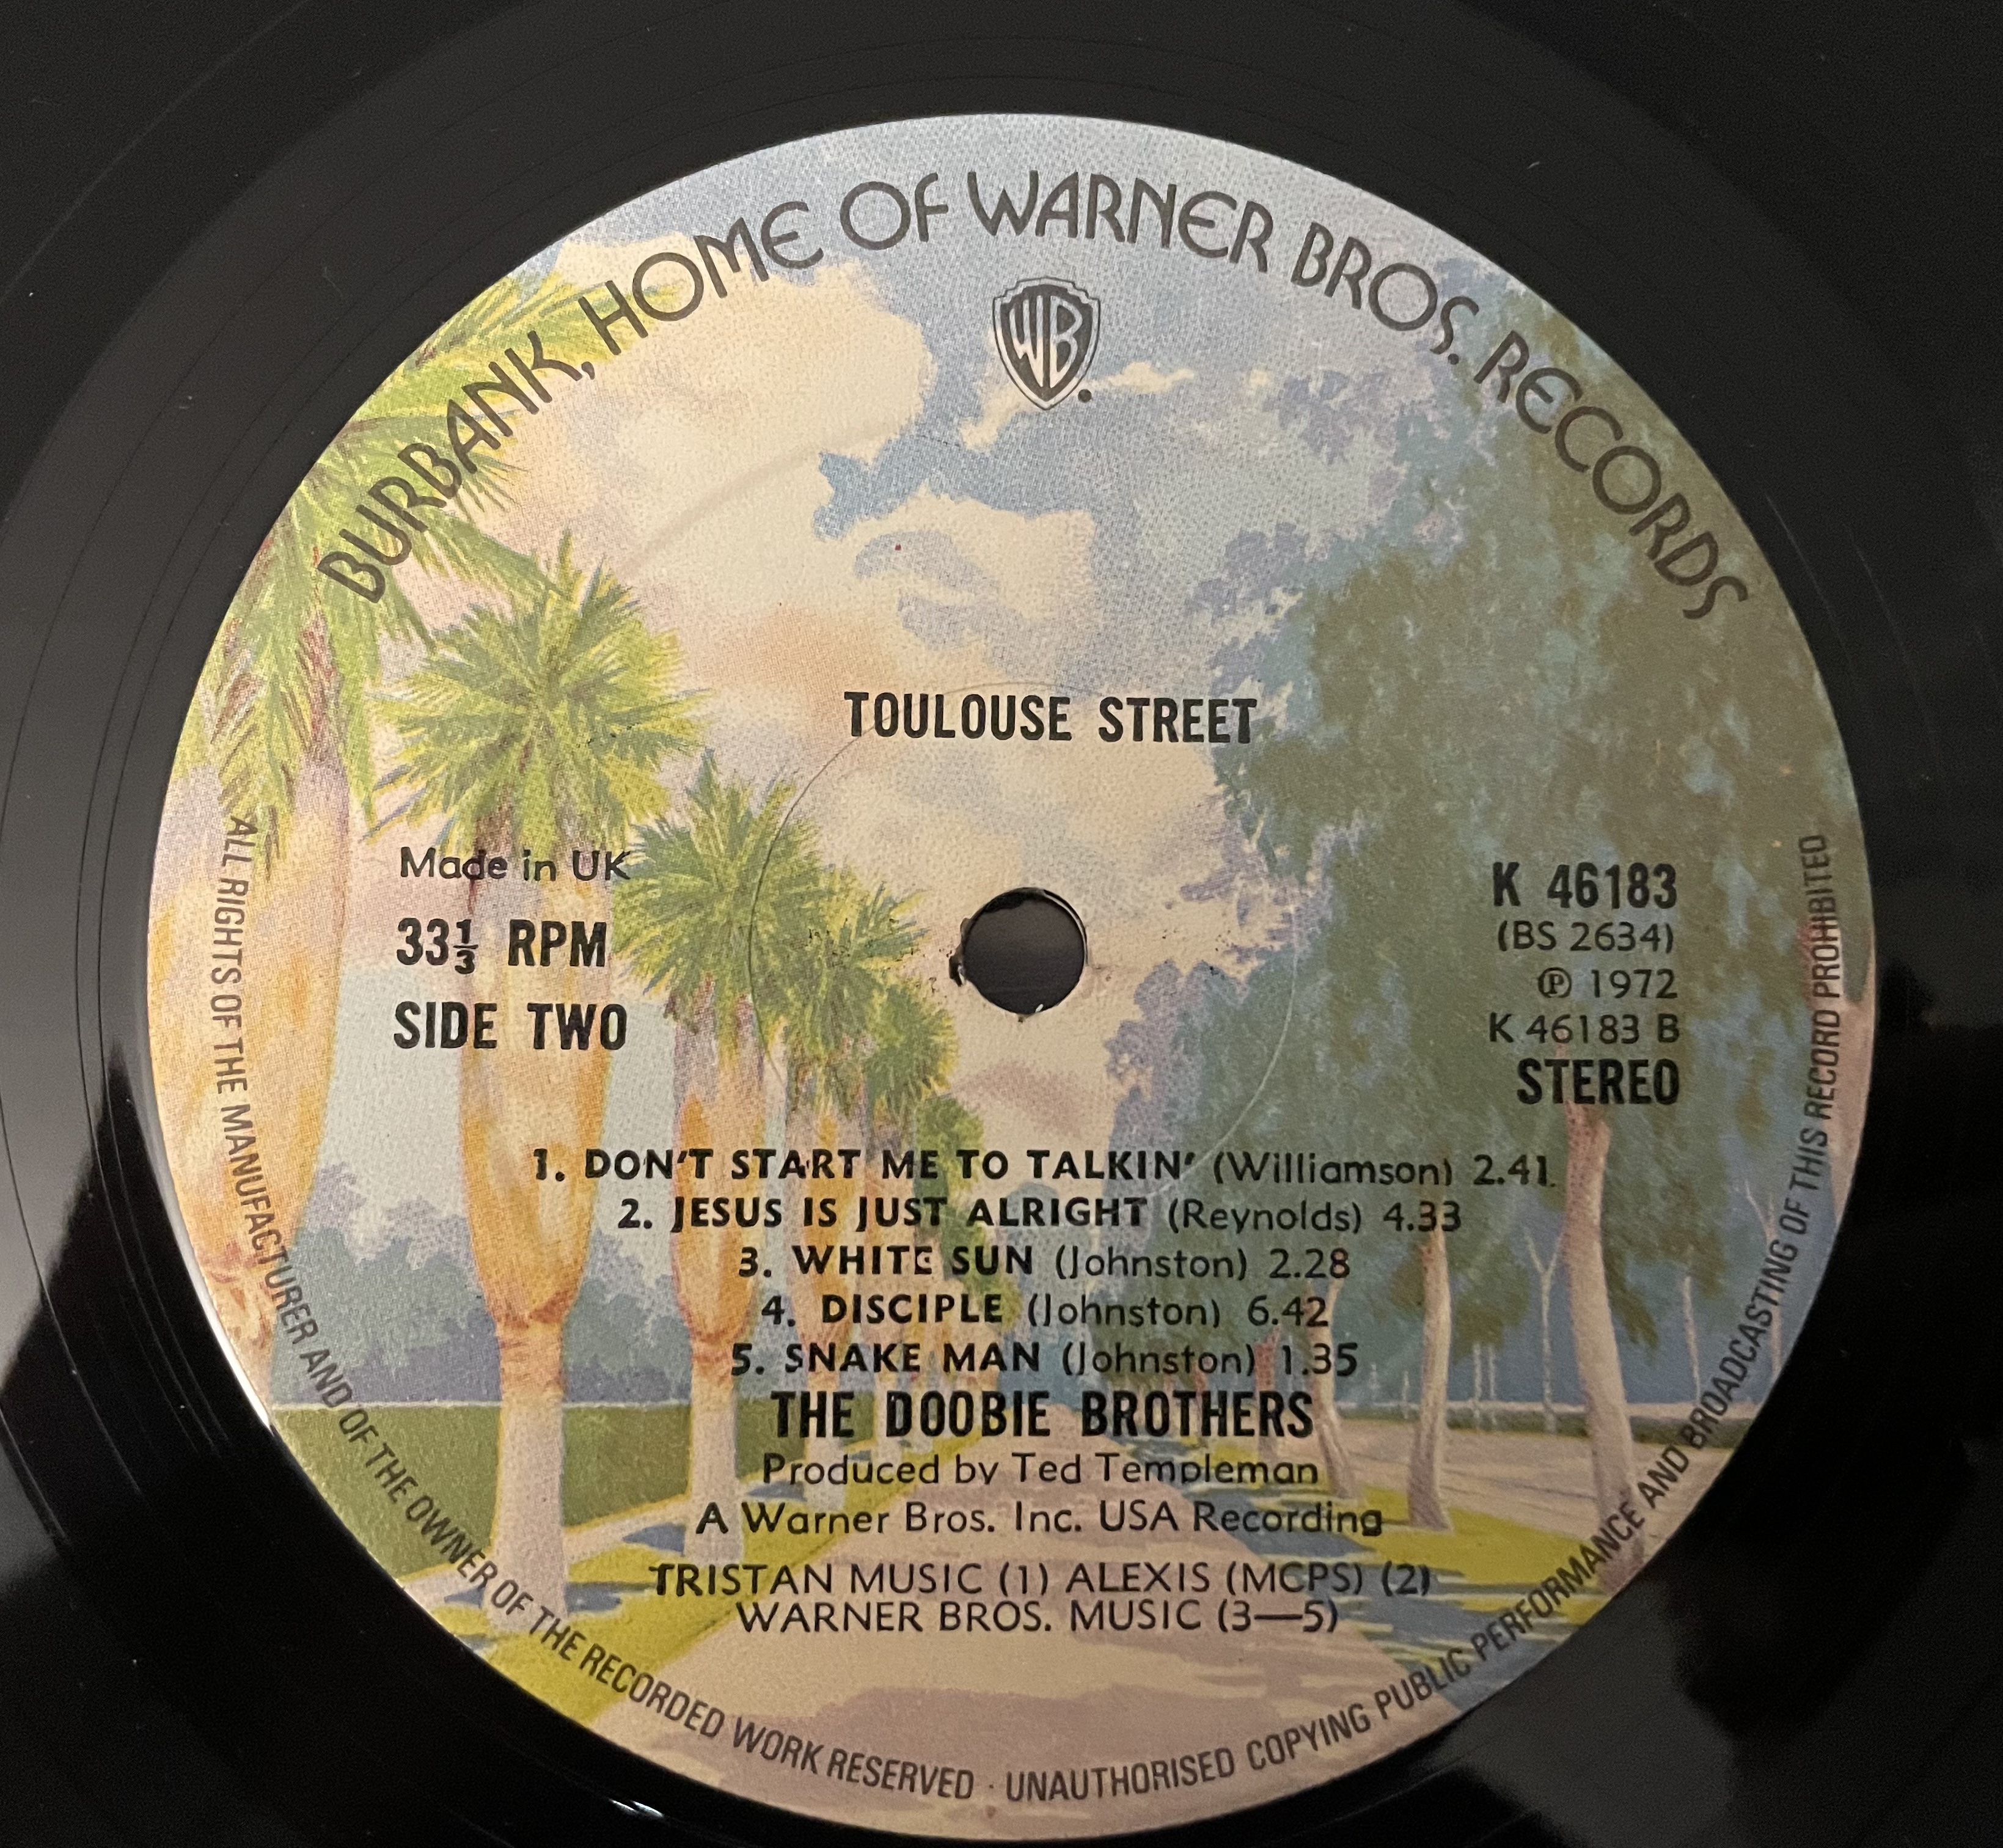 BURBANK, HOME OF WARNER BROS. RECORDS
WB
TOULOUSE STREET
Made in UK
33⅓ RPM
SIDE TWO
K 46183
(BS 2634)
Ⓟ 1972
K 46183 B
STEREO
1. DON'T START ME TO TALKIN' (Williamson) 2.41
2. JESUS IS JUST ALRIGHT (Reynolds) 4.33
3. WHITE SUN (Johnston) 2.28
4. DISCIPLE (Johnston) 6.42
5. SNAKE MAN (Johnston) 1.35
THE DOOBIE BROTHERS
Produced by Ted Templeman
A Warner Bros. Inc. USA Recording
TRISTAN MUSIC (1) ALEXIS (MCPS) (2)
WARNER BROS. MUSIC (3—5)
ALL RIGHTS OF THE MANUFACTURER AND OF THE OWNER OF THE RECORDED WORK RESERVED · UNAUTHORISED COPYING PUBLIC PERFORMANCE AND BROADCASTING OF THIS RECORD PROHIBITED